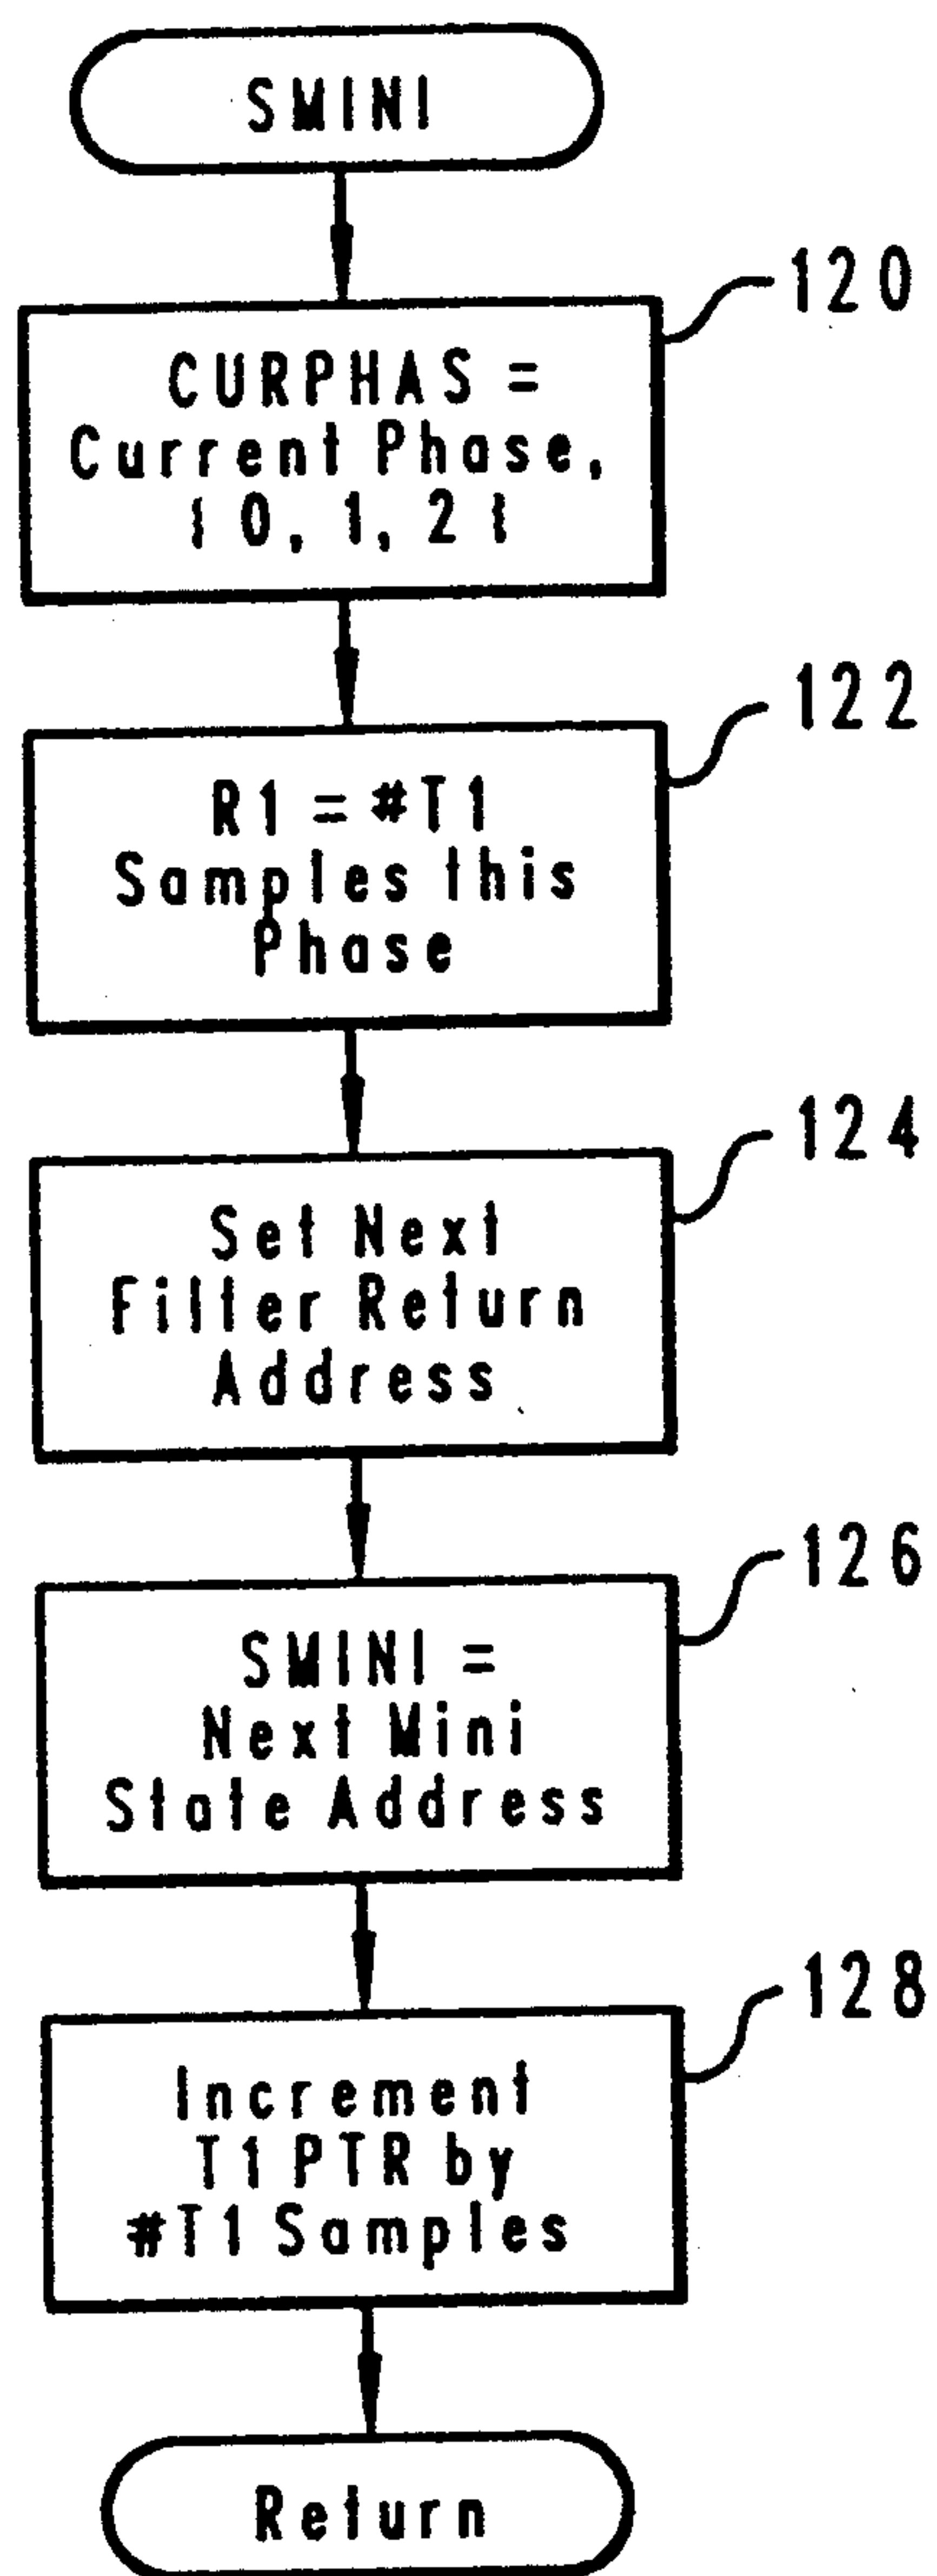 SMINI
120
CURPHAS =
Current Phase,
{ 0, 1, 2 }
122
R1 = #T1
Samples this
Phase
124
Set Next
Filter Return
Address
126
SMINI =
Next Mini
State Address
128
Increment
T1 PTR by
#T1 Samples
Return